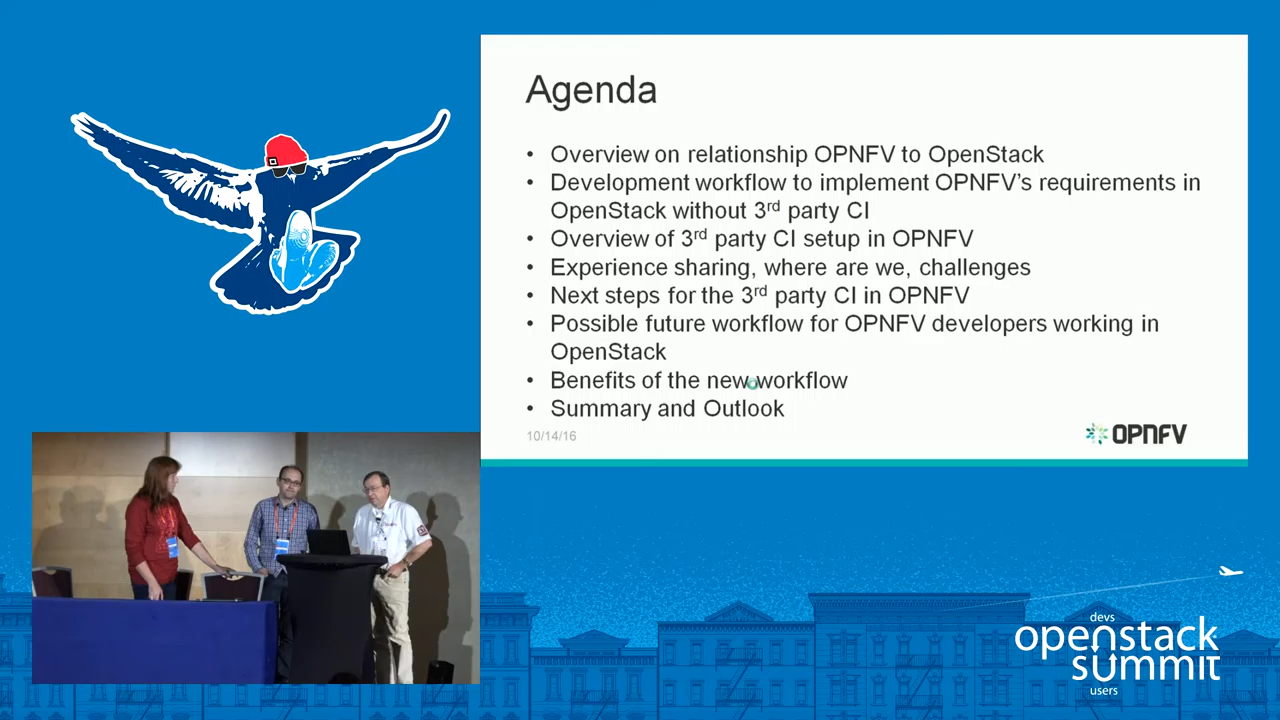 Agenda
• Overview on relationship OPNFV to OpenStack
• Development workflow to implement OPNFV's requirements in
OpenStack without 3rd party CI
• Overview of 3rd party CI setup in OPNFV
• Experience sharing, where are we, challenges
• Next steps for the 3rd party CI in OPNFV
• Possible future workflow for OPNFV developers working in
OpenStack
• Benefits of the new workflow
• Summary and Outlook
10/14/16
OPNFV
devs
openstack
summit
users